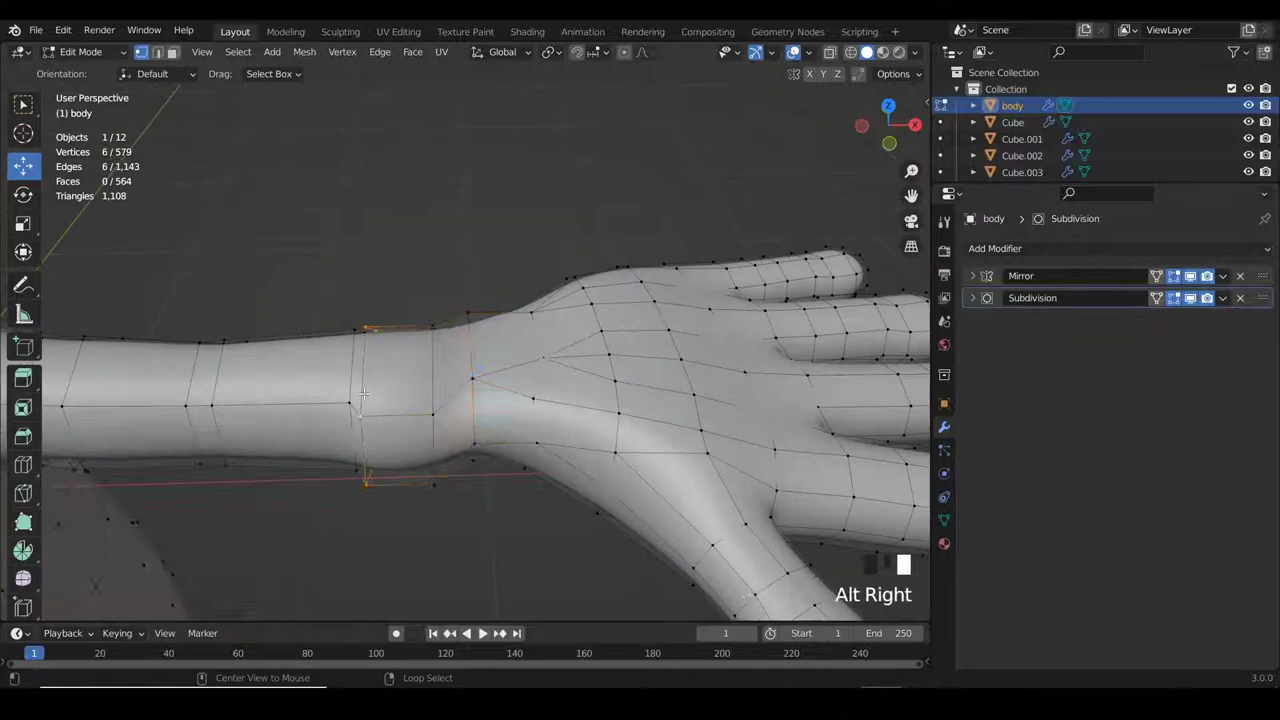 File Edit Render Window Help Layout Modeling Sculpting UV Editing Texture Paint Shading Animation Rendering Compositing Geometry Nodes Scripting + Scene ViewLayer
Edit Mode View Select Add Mesh Vertex Edge Face UV Global
Orientation: Default Drag: Select Box X Y Z Options
User Perspective
(1) body
Objects 1 / 12
Vertices 6 / 579
Edges 6 / 1,143
Faces 0 / 564
Triangles 1,108
Z
X
Alt Right
Scene Collection
Collection
body
Cube
Cube.001
Cube.002
Cube.003
body > Subdivision
Add Modifier
Mirror
Subdivision
Playback Keying View Marker 1 Start 1 End 250
1 20 40 60 80 100 120 140 160 180 200 220 240
Center View to Mouse Loop Select 3.0.0